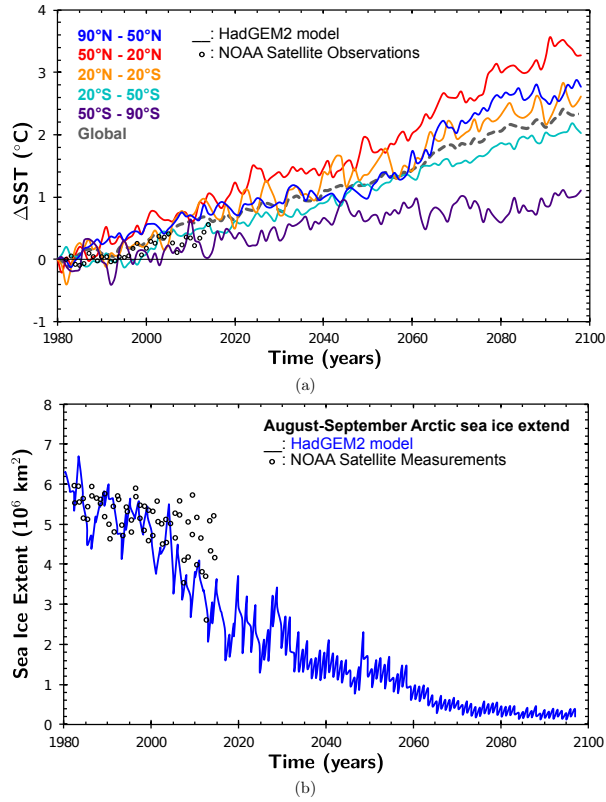 4
3
2
1
0
-1
ΔSST (°C)
90°N - 50°N
50°N - 20°N
20°N - 20°S
20°S - 50°S
50°S - 90°S
Global
__: HadGEM2 model
o: NOAA Satellite Observations
1980 2000 2020 2040 2060 2080 2100
Time (years)
(a)
8
7
6
5
4
3
2
1
0
Sea Ice Extent (10⁶ km²)
August-September Arctic sea ice extend
__: HadGEM2 model
o: NOAA Satellite Measurements
1980 2000 2020 2040 2060 2080 2100
Time (years)
(b)